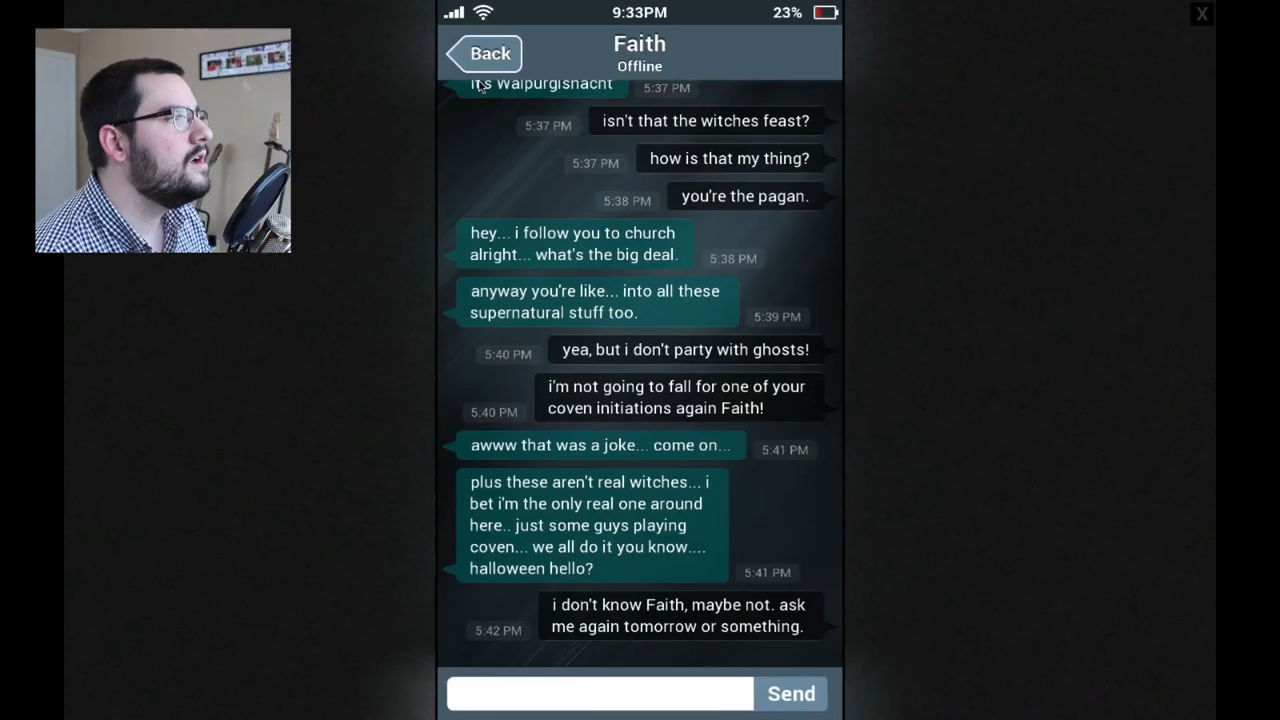 9:33PM
23%
X
Back
Faith
Offline
it's Walpurgisnacht
5:37 PM
isn't that the witches feast?
5:37 PM
how is that my thing?
5:37 PM
you're the pagan.
5:38 PM
hey... i follow you to church
alright... what's the big deal.
5:38 PM
anyway you're like... into all these
supernatural stuff too.
5:39 PM
yea, but i don't party with ghosts!
5:40 PM
i'm not going to fall for one of your
coven initiations again Faith!
5:40 PM
awww that was a joke... come on...
5:41 PM
plus these aren't real witches... i
bet i'm the only real one around
here.. just some guys playing
coven... we all do it you know....
halloween hello?
5:41 PM
i don't know Faith, maybe not. ask
me again tomorrow or something.
5:42 PM
Send